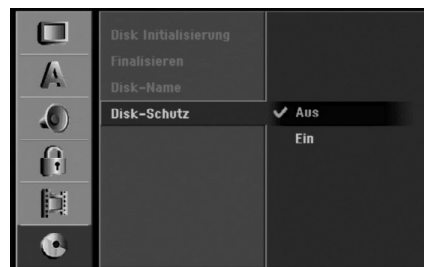 Disk Initialisierung
Finalisieren
Disk-Name
Disk-Schutz
Aus
Ein